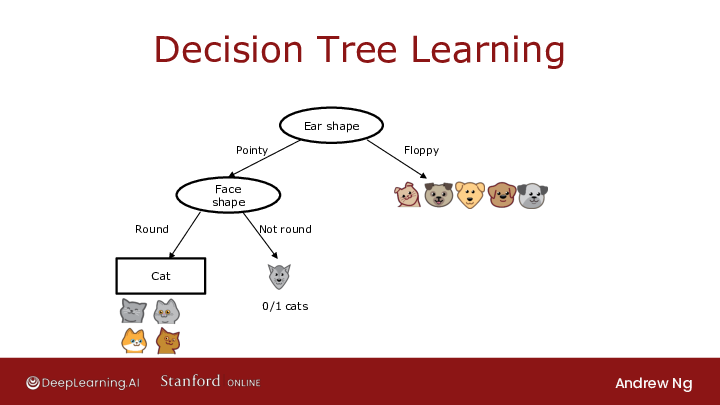 Decision Tree Learning
Ear shape
Pointy
Floppy
Face
shape
Round
Not round
Cat
0/1 cats
DeepLearning.AI
Stanford ONLINE
Andrew Ng